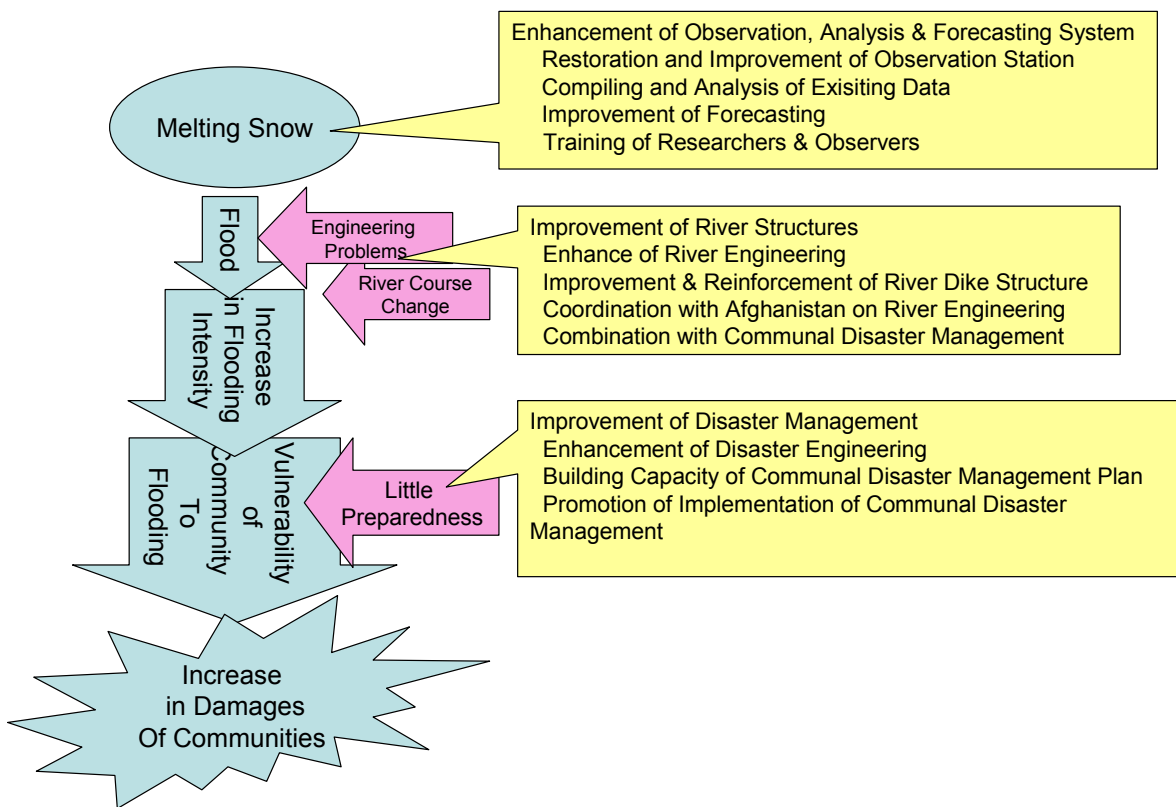 Enhancement of Observation, Analysis & Forecasting System
Restoration and Improvement of Observation Station
Compiling and Analysis of Exisiting Data
Improvement of Forecasting
Training of Researchers & Observers
Melting Snow
Flood
Engineering
Problems
River Course
Change
Improvement of River Structures
Enhance of River Engineering
Improvement & Reinforcement of River Dike Structure
Coordination with Afghanistan on River Engineering
Combination with Communal Disaster Management
Increase
in Flooding
Intensity
Vulnerability
of
Community
To
Flooding
Little
Preparedness
Improvement of Disaster Management
Enhancement of Disaster Engineering
Building Capacity of Communal Disaster Management Plan
Promotion of Implementation of Communal Disaster
Management
Increase
in Damages
Of Communities